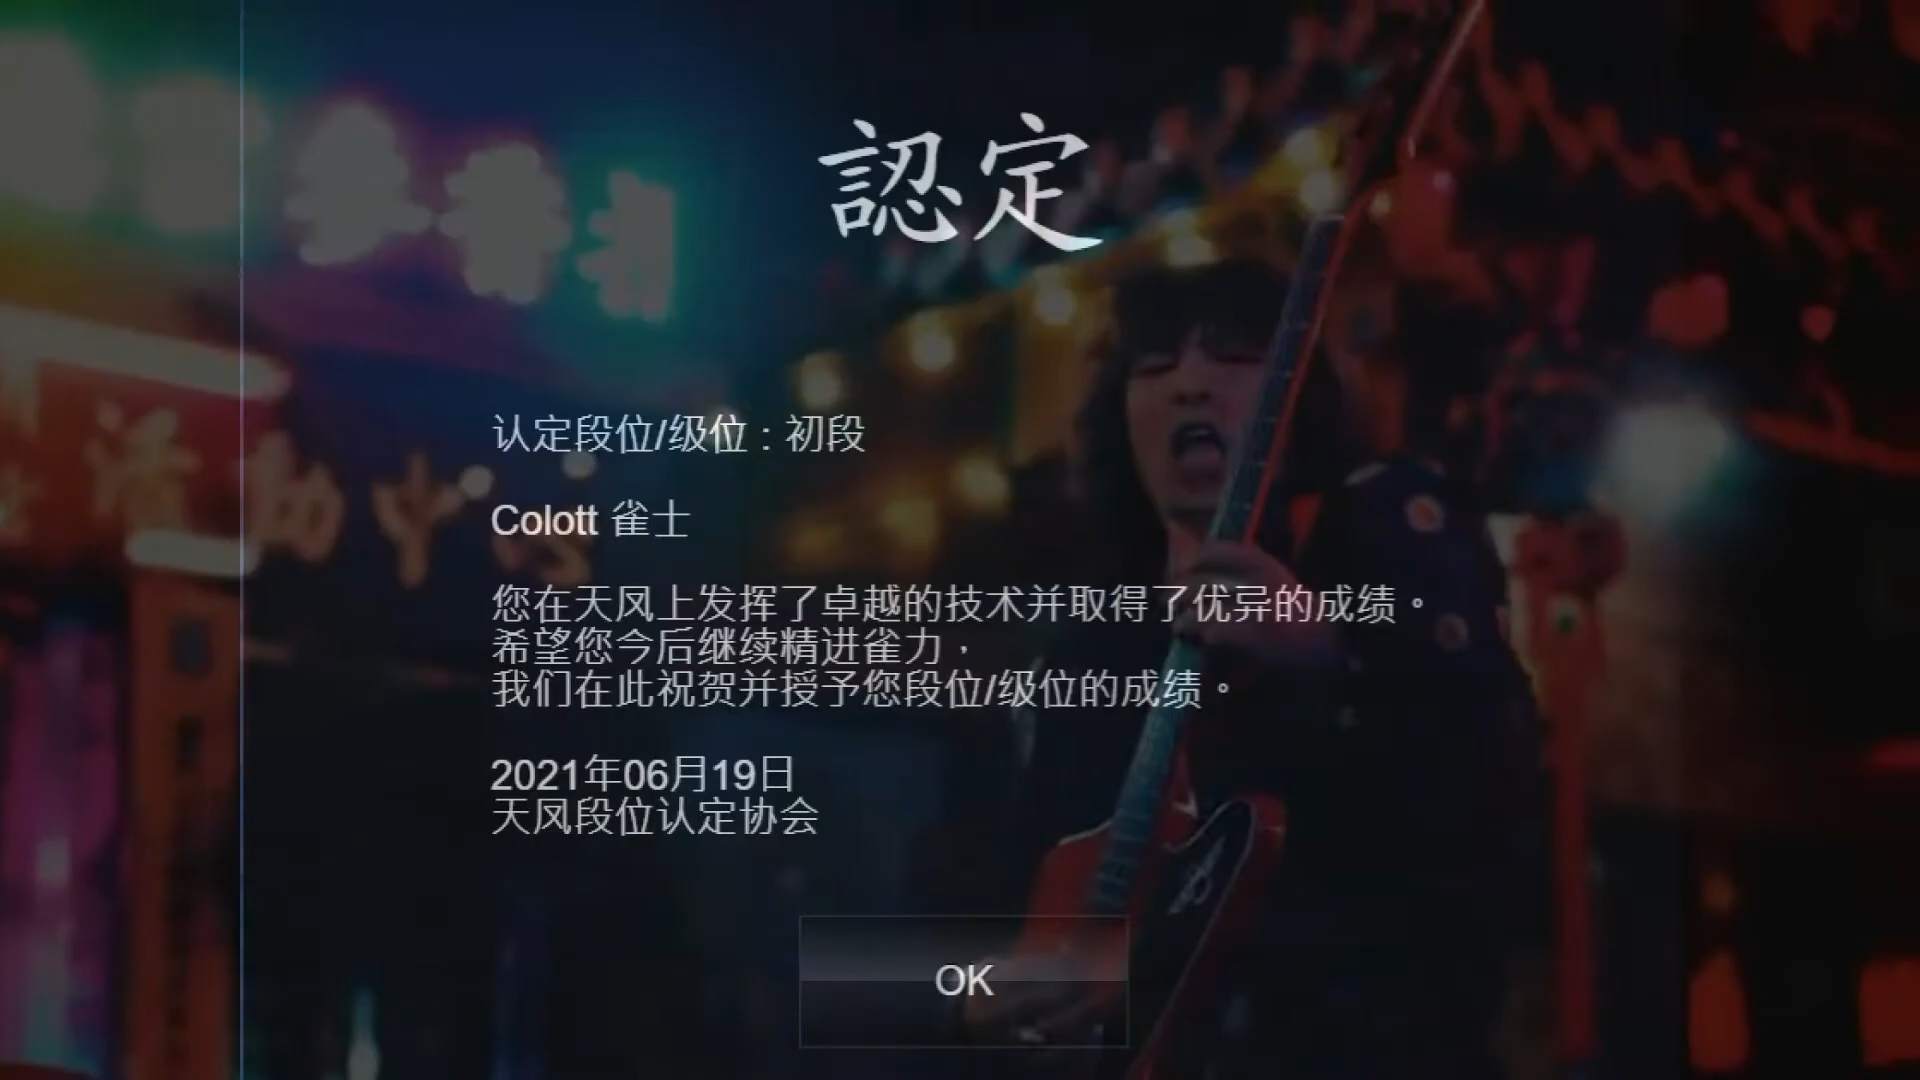 認定
认定段位/级位：初段
Colott 雀士
您在天凤上发挥了卓越的技术并取得了优异的成绩。
希望您今后继续精进雀力，
我们在此祝贺并授予您段位/级位的成绩。
2021年06月19日
天凤段位认定协会
OK